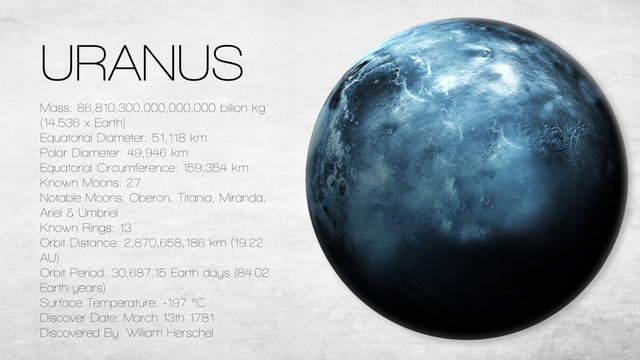 URANUS
Mass: 86,810,300,000,000,000 billion kg
(14.536 x Earth)
Equatorial Diameter: 51,118 km
Polar Diameter: 49,946 km
Equatorial Circumference: 159,354 km
Known Moons: 27
Notable Moons: Oberon, Titania, Miranda,
Ariel & Umbriel
Known Rings: 13
Orbit Distance: 2,870,658,186 km (19.22
AU)
Orbit Period: 30,687.15 Earth days (84.02
Earth years)
Surface Temperature: -197 °C
Discover Date: March 13th 1781
Discovered By: William Herschel